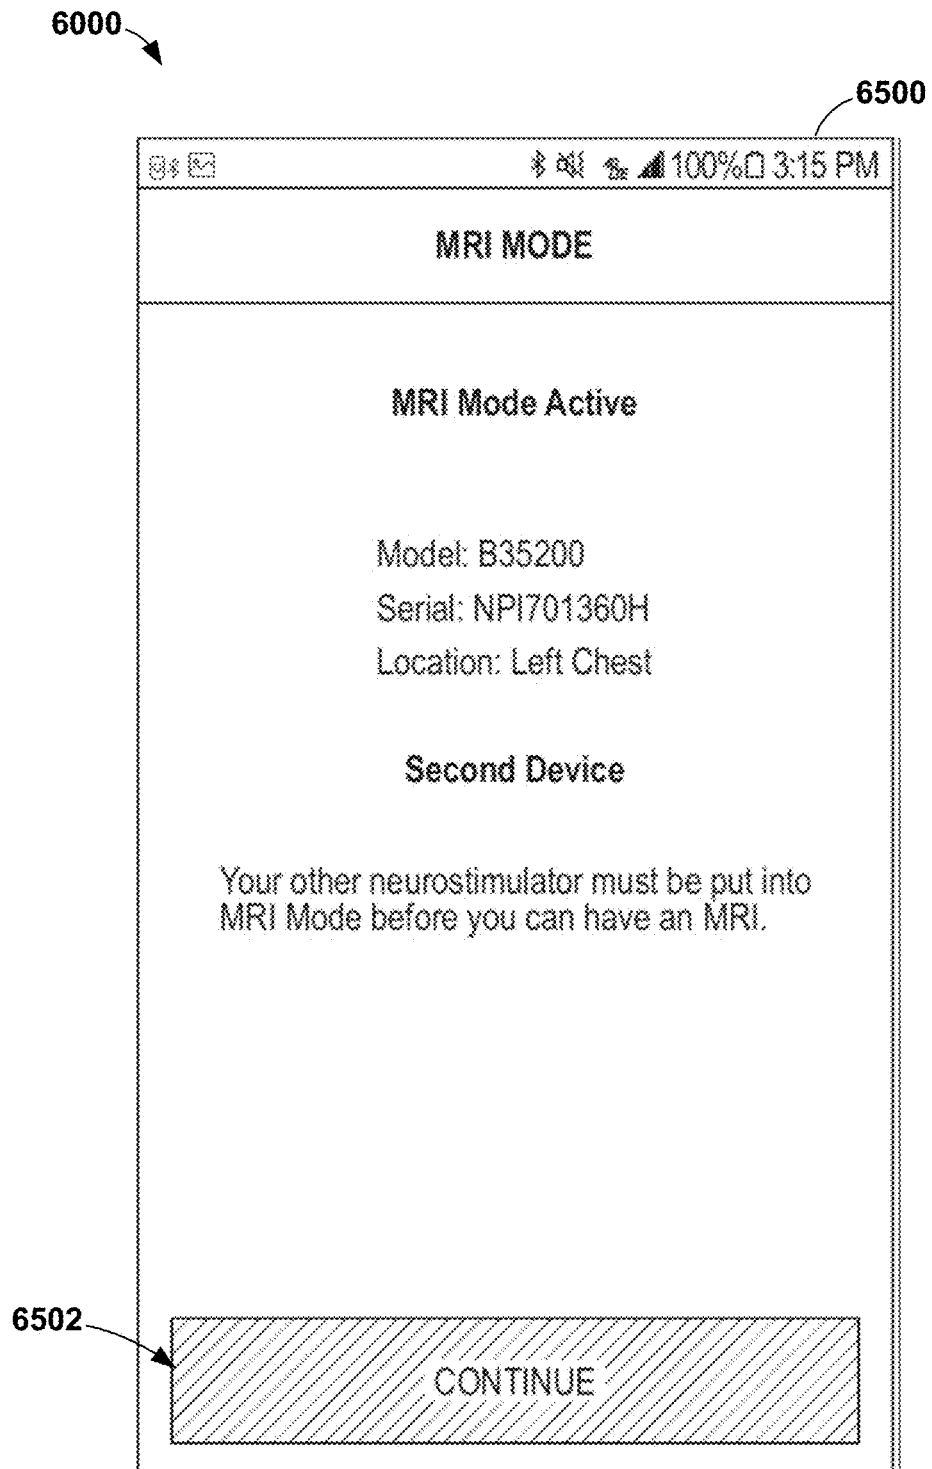 6000
6500
100% 3:15 PM
MRI MODE
MRI Mode Active
Model: B35200
Serial: NPI701360H
Location: Left Chest
Second Device
Your other neurostimulator must be put into
MRI Mode before you can have an MRI.
6502
CONTINUE